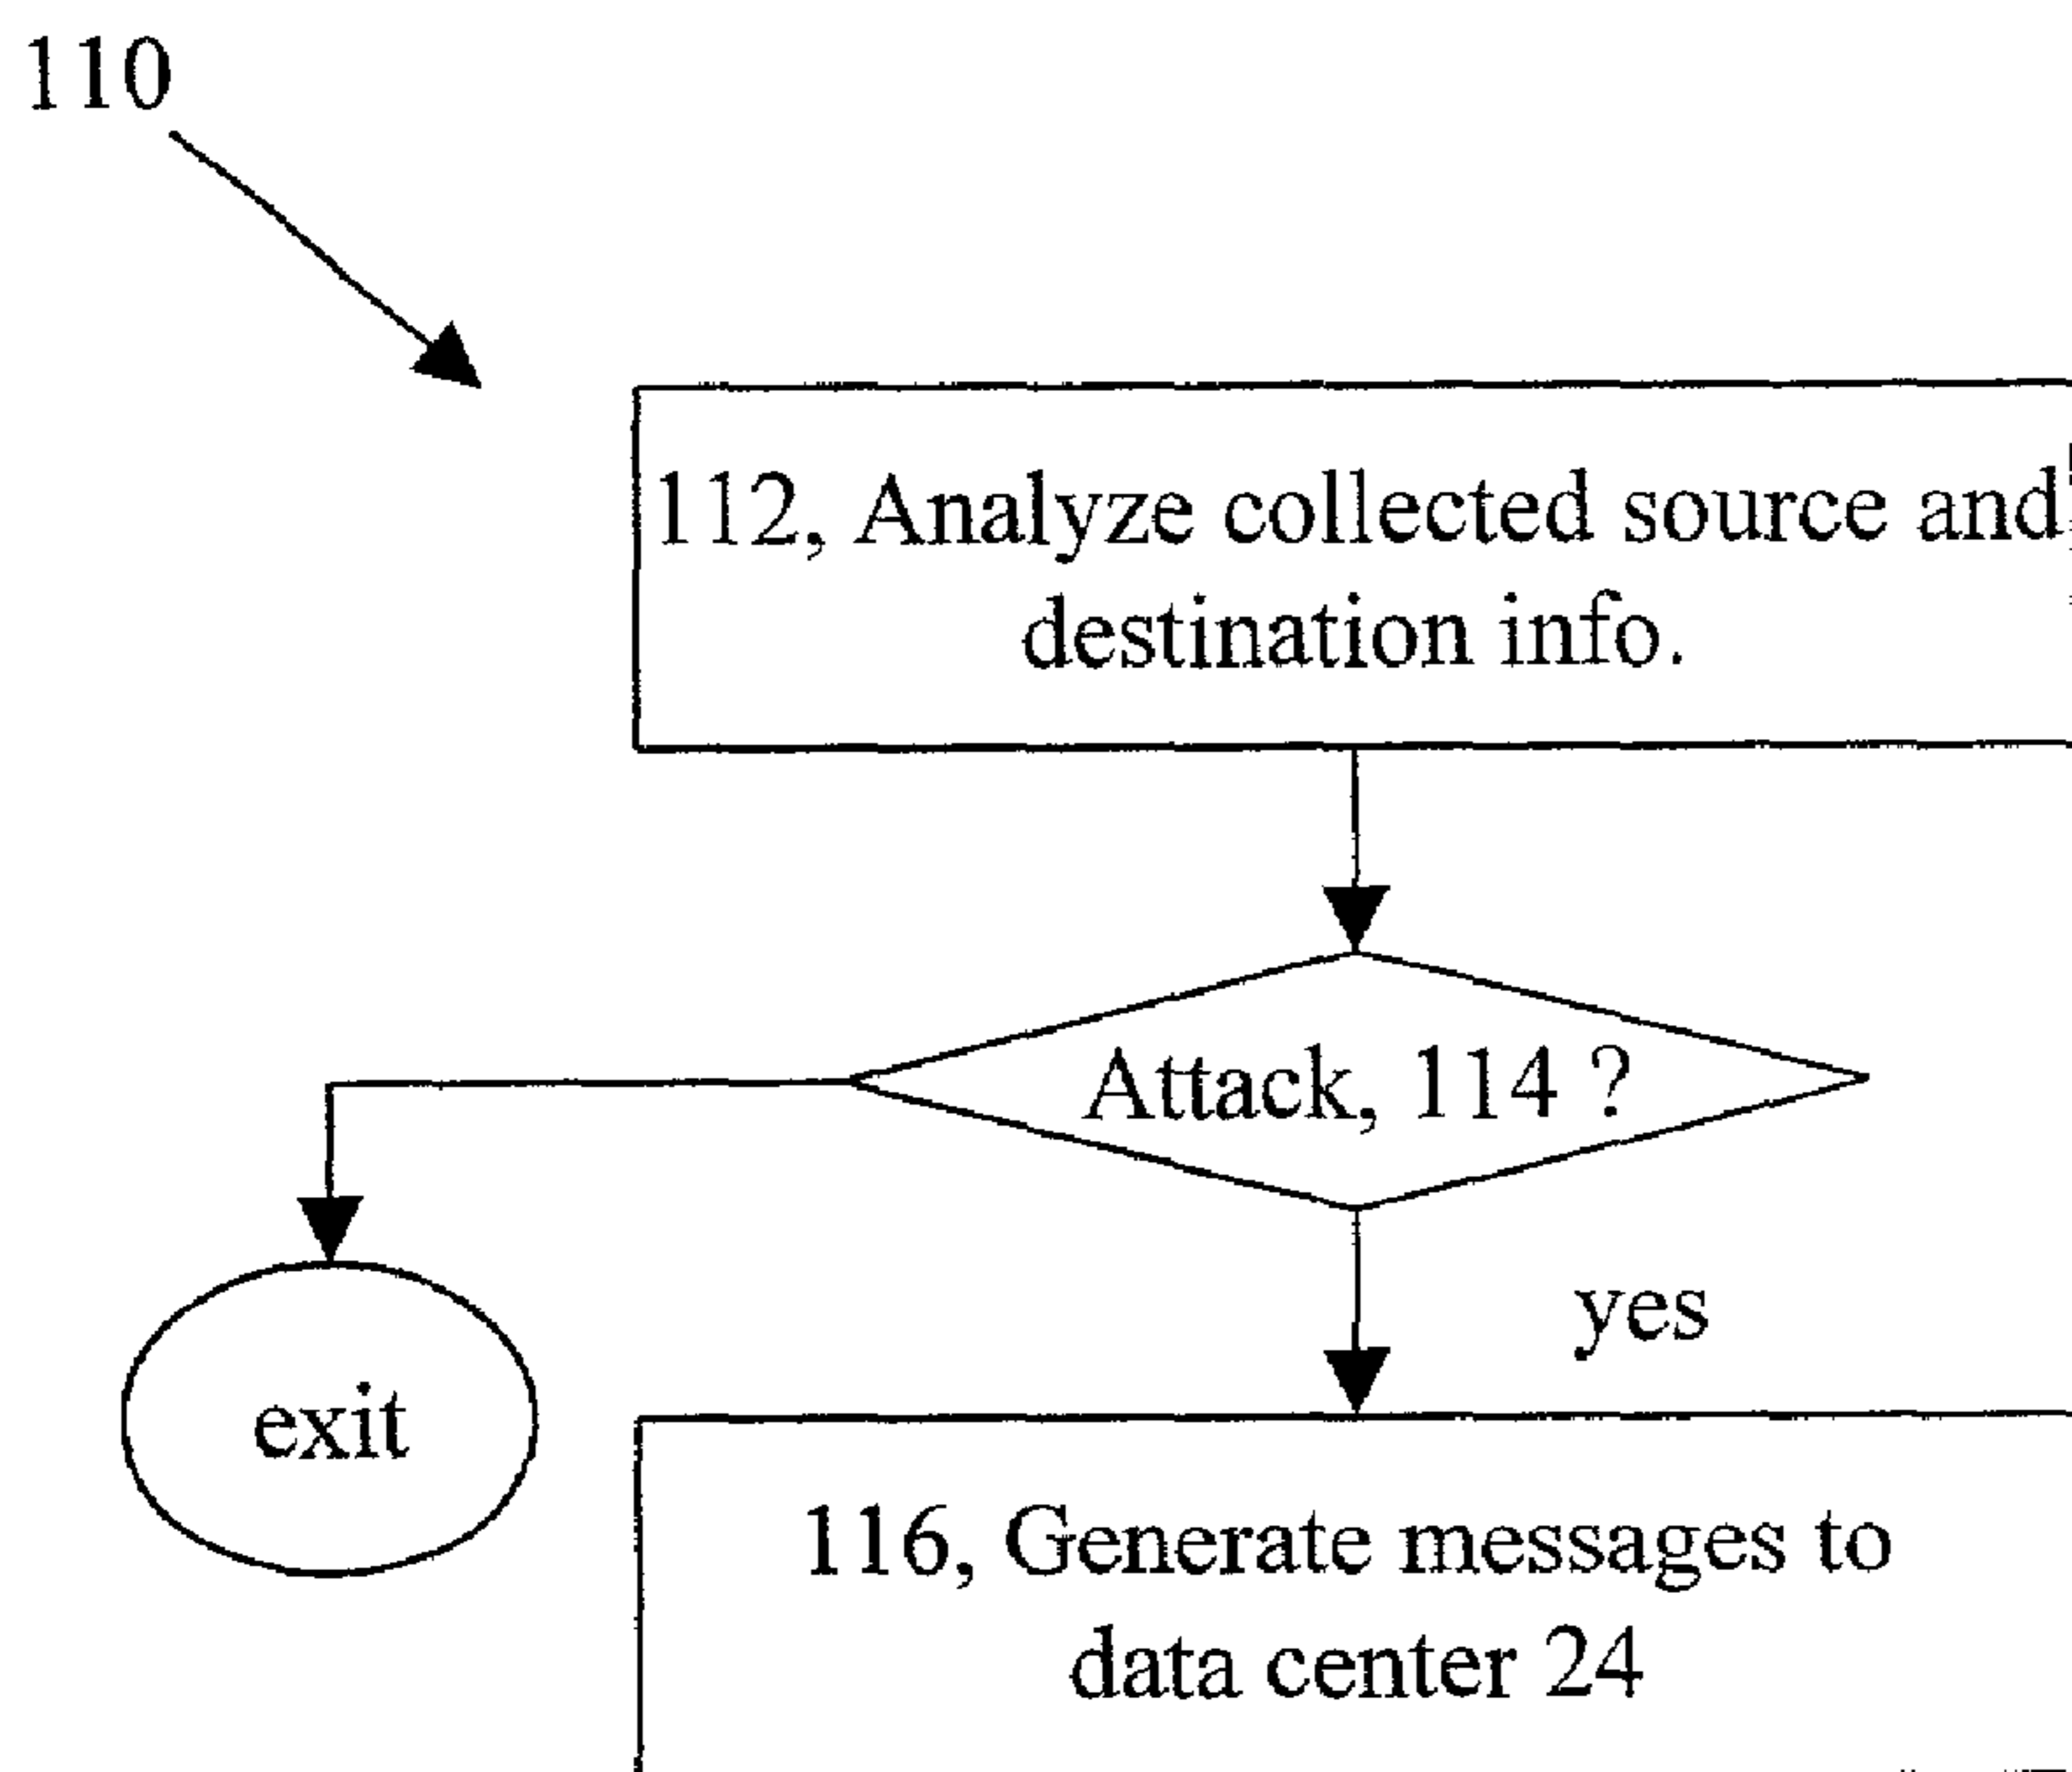 110
112, Analyze collected source and
destination info.
Attack, 114 ?
yes
exit
116, Generate messages to
data center 24